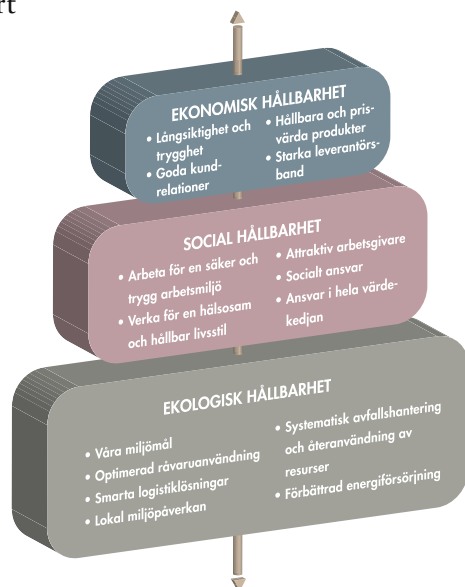 rt
EKONOMISK HÅLLBARHET
• Långsiktighet och
trygghet
• Goda kund-
relationer
• Hållbara och pris-
värda produkter
• Starka leverantörs-
band
SOCIAL HÅLLBARHET
• Arbeta för en säker och
trygg arbetsmiljö
• Verka för en hälsosam
och hållbar livsstil
• Attraktiv arbetsgivare
• Socialt ansvar
• Ansvar i hela värde-
kedjan
EKOLOGISK HÅLLBARHET
• Våra miljömål
• Optimerad råvaruanvändning
• Smarta logistiklösningar
• Lokal miljöpåverkan
• Systematisk avfallshantering
och återanvändning av
resurser
• Förbättrad energiförsörjning